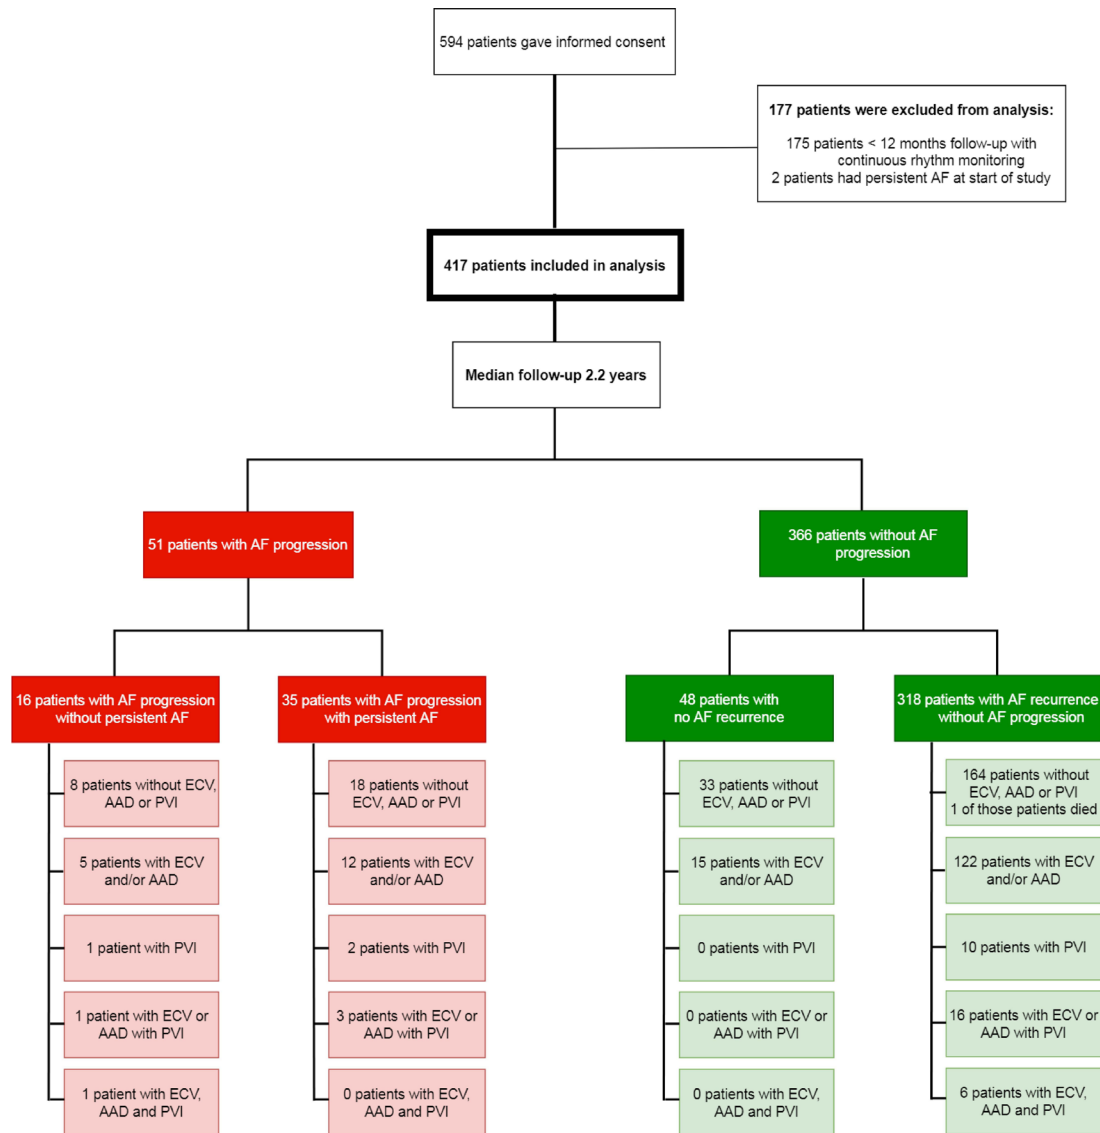 594 patients gave informed consent
177 patients were excluded from analysis:
175 patients < 12 months follow-up with
continuous rhythm monitoring
2 patients had persistent AF at start of study
417 patients included in analysis
Median follow-up 2.2 years
51 patients with AF progression
366 patients without AF
progression
16 patients with AF progression
without persistent AF
35 patients with AF progression
with persistent AF
48 patients with
no AF recurrence
318 patients with AF recurrence
without AF progression
8 patients without ECV,
AAD or PVI
18 patients without
ECV, AAD or PVI
33 patients without
ECV, AAD or PVI
164 patients without
ECV, AAD or PVI
1 of those patients died
5 patients with ECV
and/or AAD
12 patients with ECV
and/or AAD
15 patients with ECV
and/or AAD
122 patients with ECV
and/or AAD
1 patient with PVI
2 patients with PVI
0 patients with PVI
10 patients with PVI
1 patient with ECV or
AAD with PVI
3 patients with ECV or
AAD with PVI
0 patients with ECV or
AAD with PVI
16 patients with ECV or
AAD with PVI
1 patient with ECV,
AAD and PVI
0 patients with ECV,
AAD and PVI
0 patients with ECV,
AAD and PVI
6 patients with ECV,
AAD and PVI